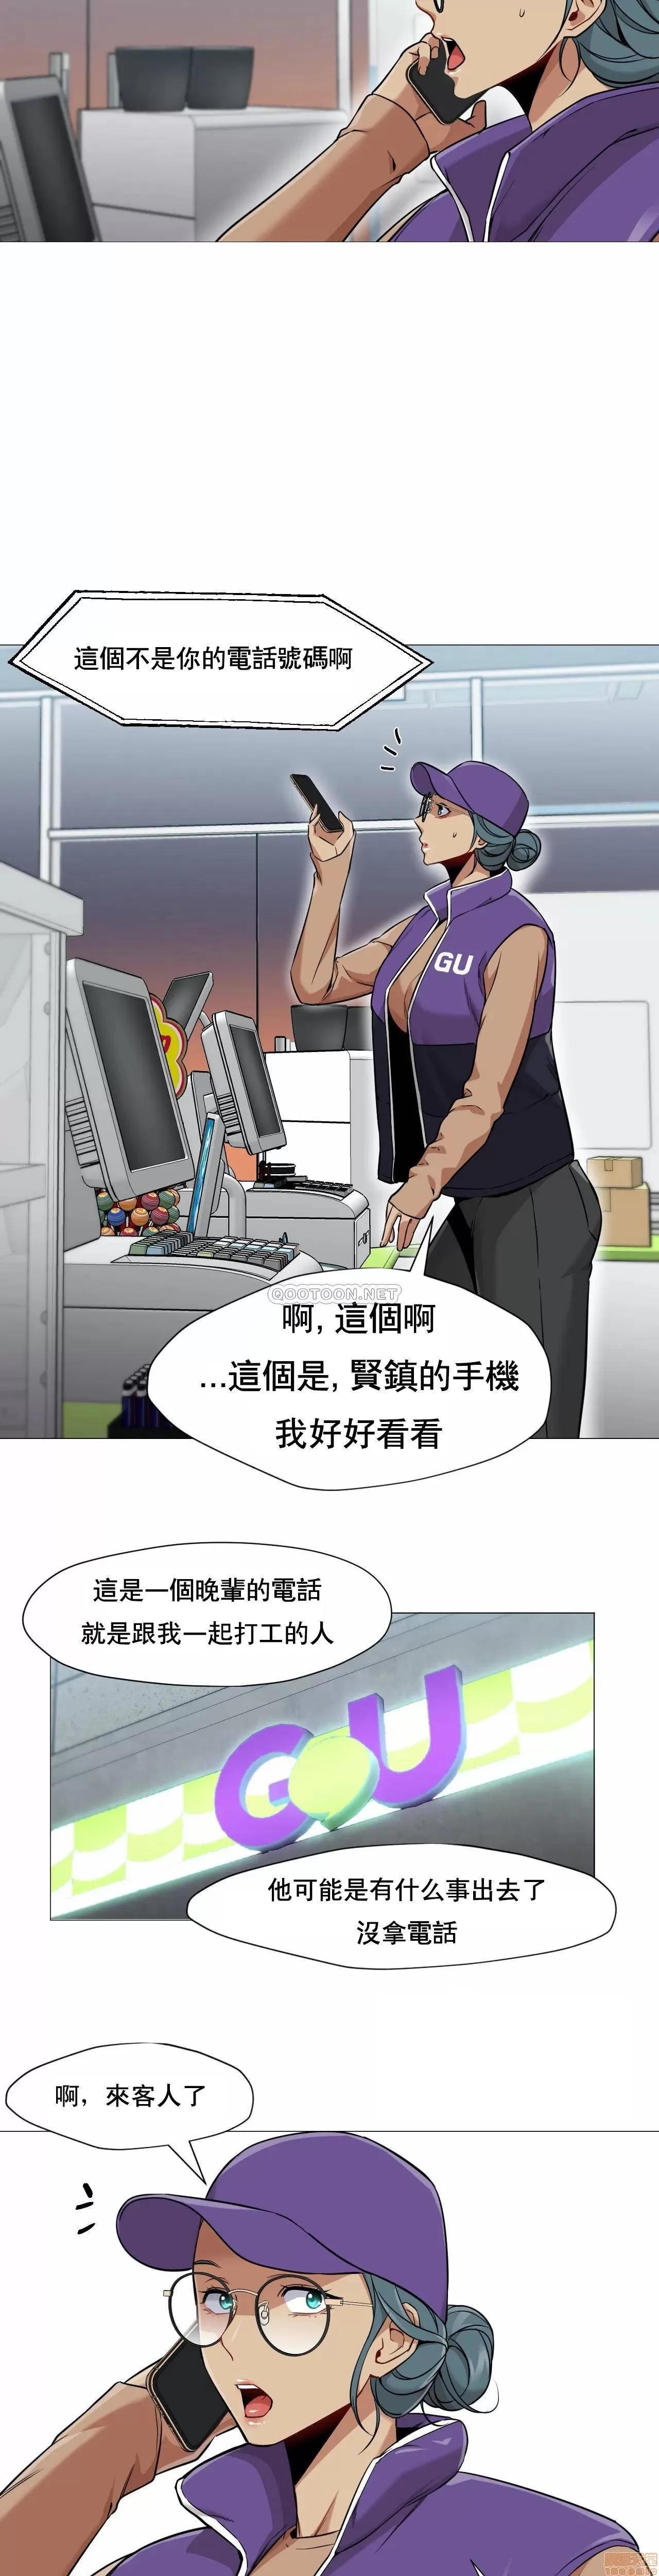 這個不是你的電話號碼啊
GU
QOOTOON.NET
啊, 這個啊
...這個是, 賢鎮的手機
我好好看看
這是一個晚輩的電話
就是跟我一起打工的人
GU
他可能是有什么事出去了
沒拿電話
啊, 來客人了